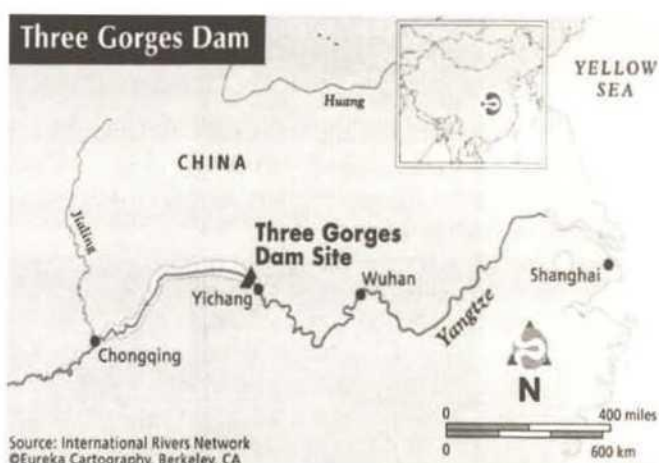 Three Gorges Dam
YELLOW
SEA
Huang
CHINA
Jialing
Three Gorges
Dam Site
Yichang
Wuhan
Shanghai
Yangtze
Chongqing
N
0 400 miles
0 600 km
Source: International Rivers Network
©Eureka Cartography, Berkeley, CA